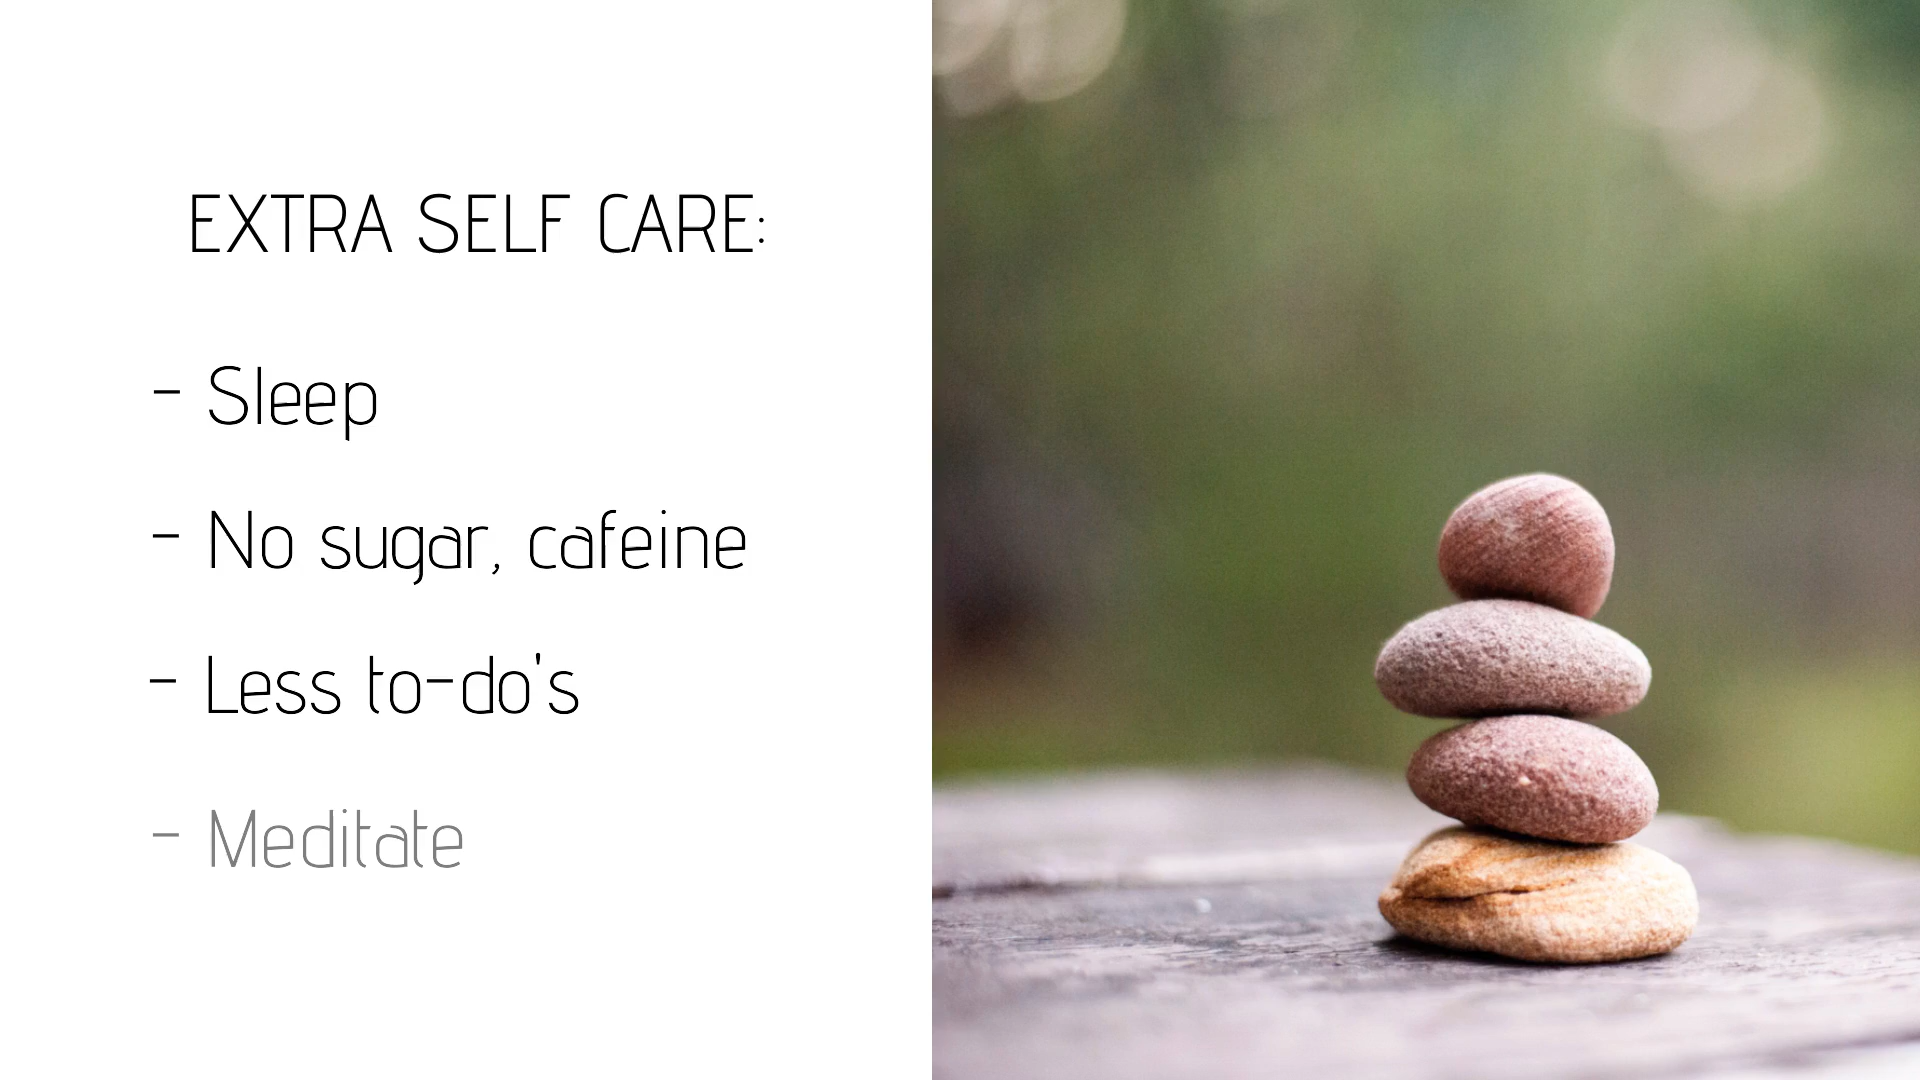 EXTRA SELF CARE:
- Sleep
- No sugar, cafeine
- Less to-do's
- Meditate